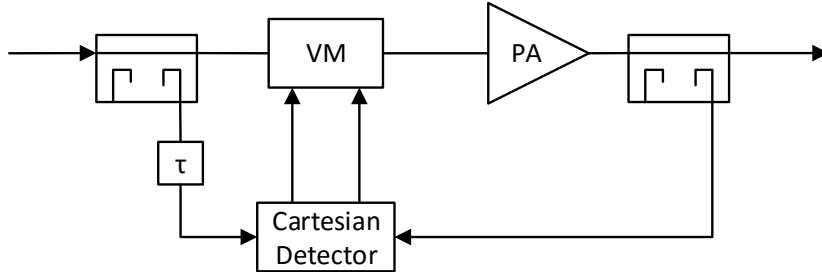 VM
PA
τ
Cartesian
Detector